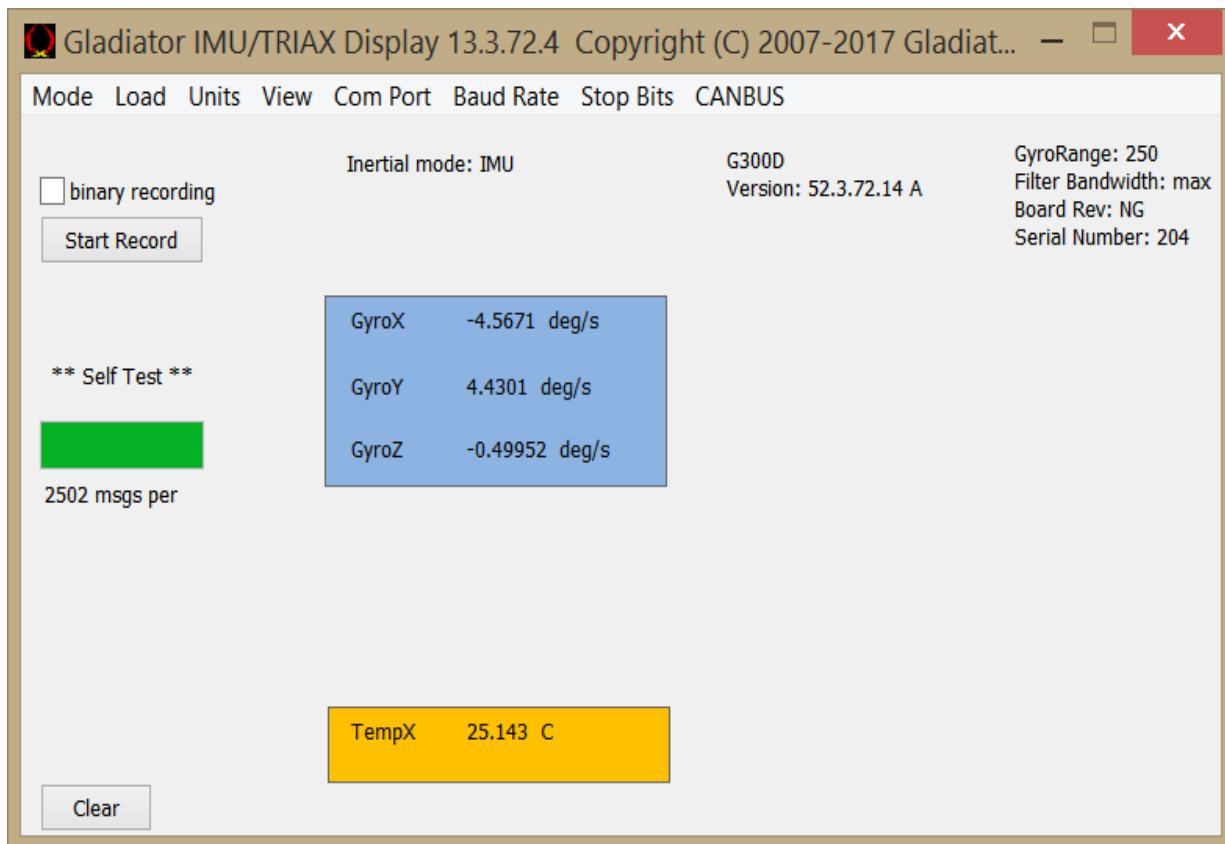 Gladiator IMU/TRIAX Display 13.3.72.4 Copyright (C) 2007-2017 Gladiat...
Mode Load Units View Com Port Baud Rate Stop Bits CANBUS
binary recording
Start Record
Inertial mode: IMU
G300D
Version: 52.3.72.14 A
GyroRange: 250
Filter Bandwidth: max
Board Rev: NG
Serial Number: 204
** Self Test **
2502 msgs per
GyroX -4.5671 deg/s
GyroY 4.4301 deg/s
GyroZ -0.49952 deg/s
TempX 25.143 C
Clear